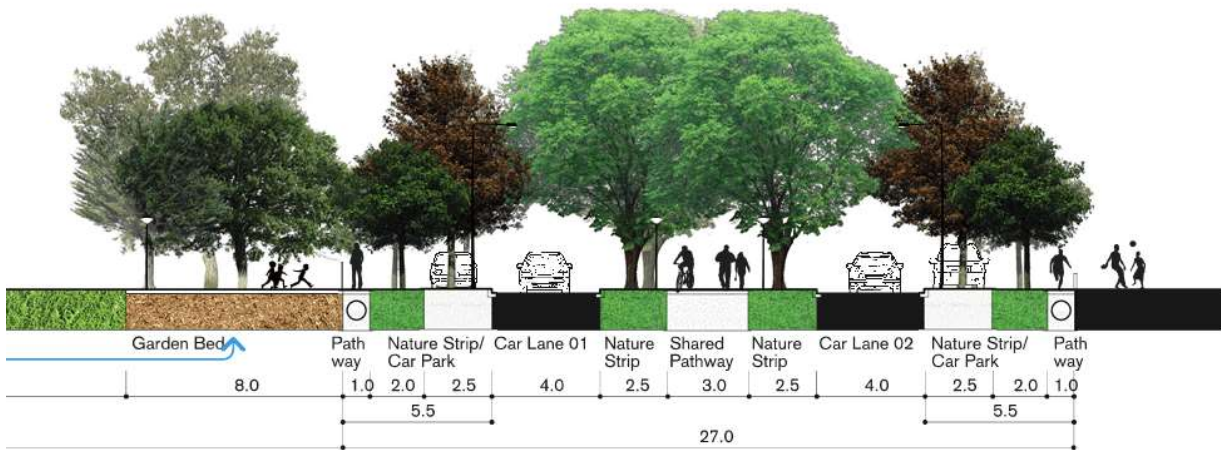 Garden Bed
Path
way
Nature Strip/
Car Park
Car Lane 01
Nature
Strip
Shared
Pathway
Nature
Strip
Car Lane 02
Nature Strip/
Car Park
Path
way
8.0
1.0
2.0
2.5
4.0
2.5
3.0
2.5
4.0
2.5
2.0
1.0
5.5
5.5
27.0